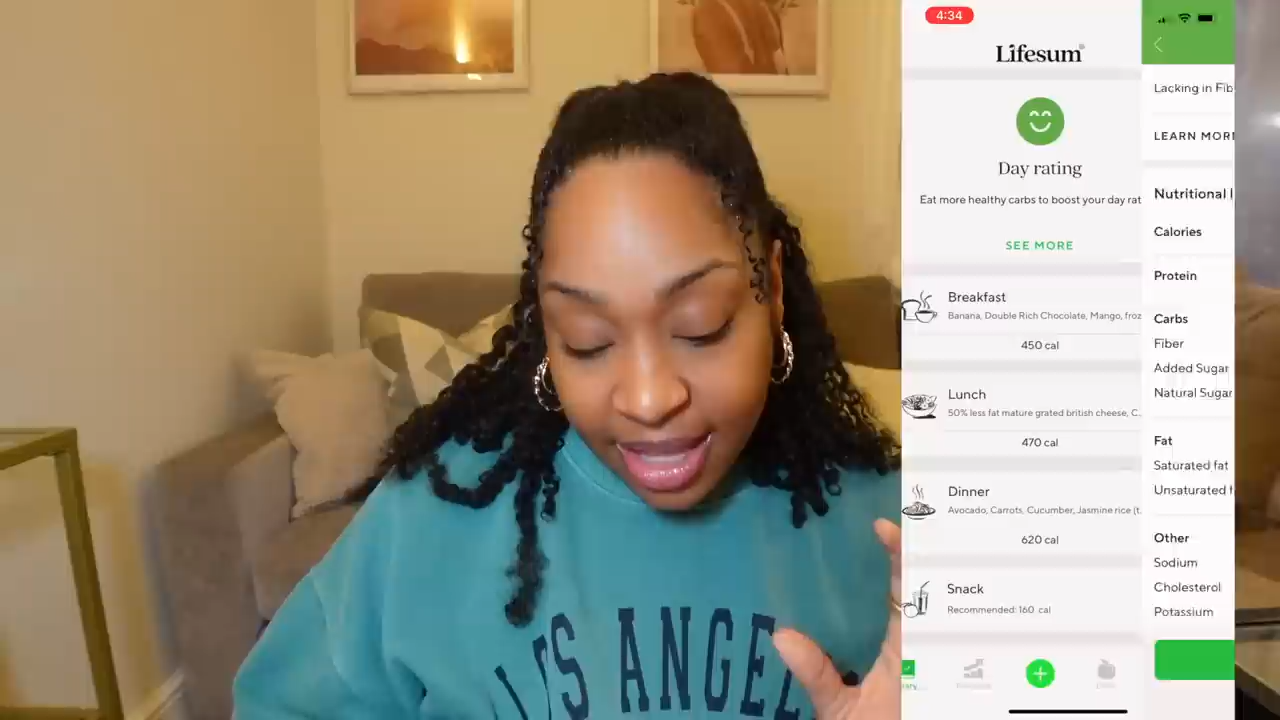 4:34
Lifesum
Day rating
Eat more healthy carbs to boost your day rat
SEE MORE
Breakfast
Banana, Double Rich Chocolate, Mango, froz
450 cal
Lunch
50% less fat mature grated british cheese, C...
470 cal
Dinner
Avocado, Carrots, Cucumber, Jasmine rice (t...
620 cal
Snack
Recommended: 160 cal
Lacking in Fib
LEARN MOR
Nutritional
Calories
Protein
Carbs
Fiber
Added Sugar
Natural Sugar
Fat
Saturated fat
Unsaturated f
Other
Sodium
Cholesterol
Potassium
LOS ANGEL